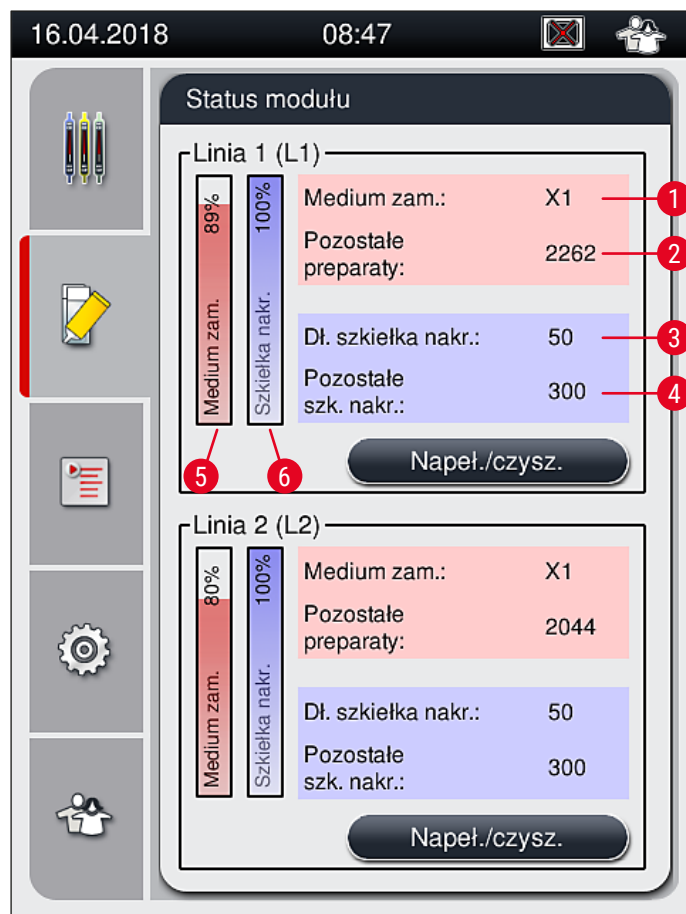 16.04.2018 08:47
Status modułu
Linia 1 (L1)
89%
Medium zam.
100%
Szkiełka nakr.
Medium zam.: X1 1
Pozostałe
preparaty: 2262 2
Dł. szkiełka nakr.: 50 3
Pozostałe
szk. nakr.: 300 4
5 6
Napeł./czysz.
Linia 2 (L2)
80%
Medium zam.
100%
Szkiełka nakr.
Medium zam.: X1
Pozostałe
preparaty: 2044
Dł. szkiełka nakr.: 50
Pozostałe
szk. nakr.: 300
Napeł./czysz.